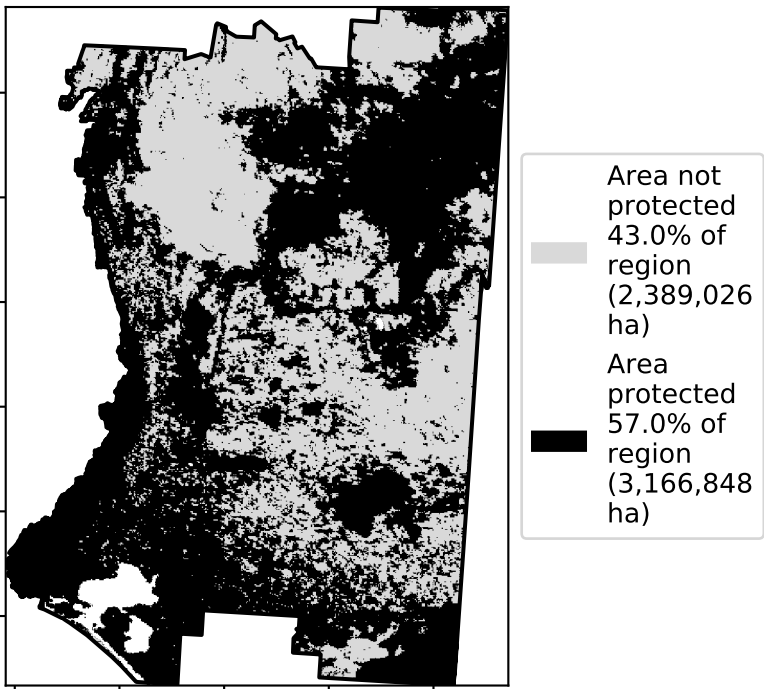 Area not
protected
43.0% of
region
(2,389,026
ha)
Area
protected
57.0% of
region
(3,166,848
ha)